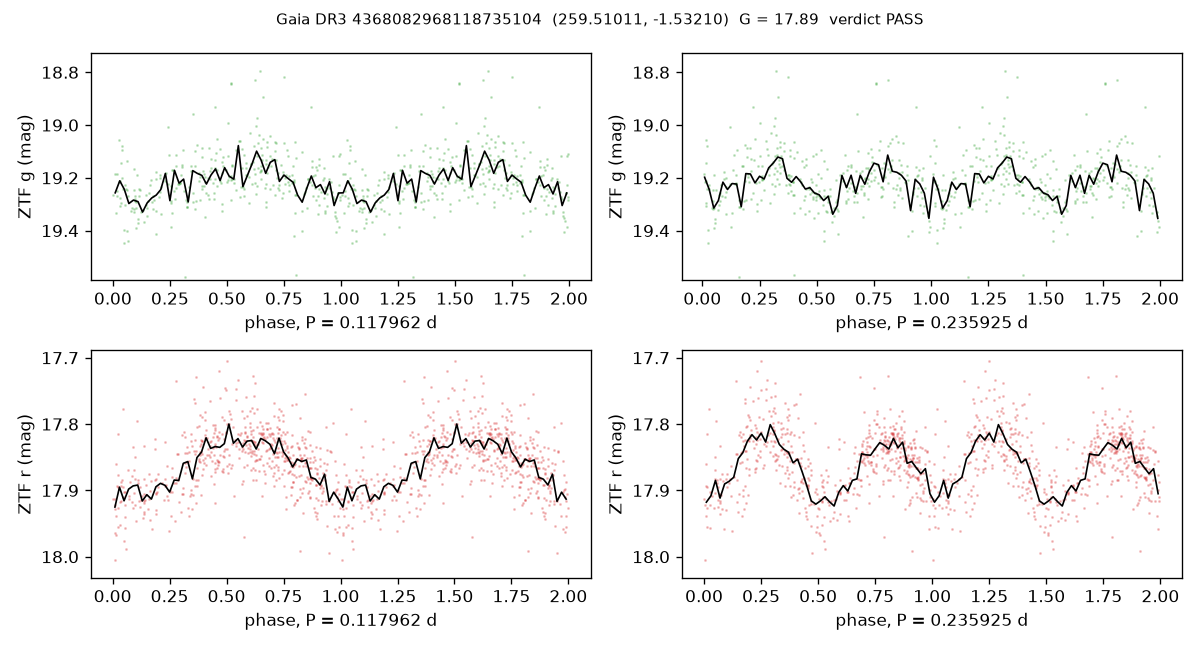 Gaia DR3 4368082968118735104 (259.51011, -1.53210) G = 17.89 verdict PASS
ZTF g (mag)
18.8
19.0
19.2
19.4
0.00 0.25 0.50 0.75 1.00 1.25 1.50 1.75 2.00
phase, P = 0.117962 d
ZTF g (mag)
18.8
19.0
19.2
19.4
0.00 0.25 0.50 0.75 1.00 1.25 1.50 1.75 2.00
phase, P = 0.235925 d
ZTF r (mag)
17.7
17.8
17.9
18.0
0.00 0.25 0.50 0.75 1.00 1.25 1.50 1.75 2.00
phase, P = 0.117962 d
ZTF r (mag)
17.7
17.8
17.9
18.0
0.00 0.25 0.50 0.75 1.00 1.25 1.50 1.75 2.00
phase, P = 0.235925 d